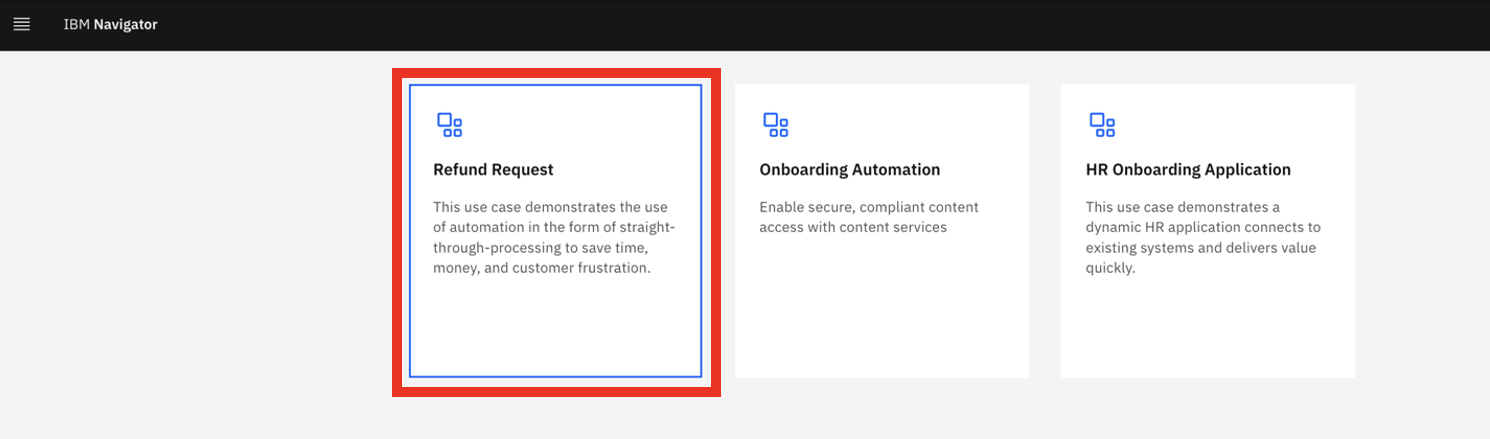 IBM Navigator
Refund Request
This use case demonstrates the use
of automation in the form of straight-
through-processing to save time,
money, and customer frustration.
Onboarding Automation
Enable secure, compliant content
access with content services
HR Onboarding Application
This use case demonstrates a
dynamic HR application connects to
existing systems and delivers value
quickly.